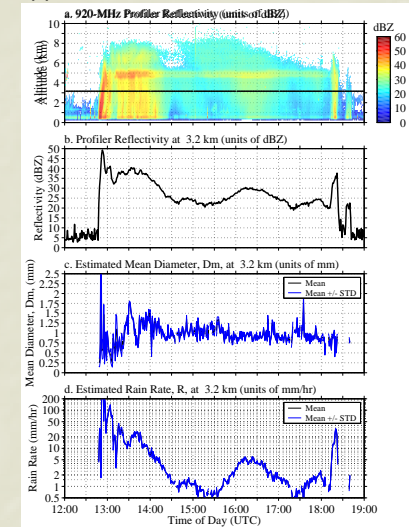 a. 920-MHz Profiler Reflectivity (units of dBZ)
dBZ
10
8
6
4
2
0
Altitude (km)
60
50
40
30
20
10
0
b. Profiler Reflectivity at 3.2 km (units of dBZ)
50
45
40
35
30
25
20
15
10
5
0
Reflectivity (dBZ)
c. Estimated Mean Diameter, Dm, at 3.2 km (units of mm)
2.5
2.25
2
1.75
1.5
1.25
1
0.75
0.5
0.25
0
Mean Diameter, Dm, (mm)
Mean
Mean +/- STD
d. Estimated Rain Rate, R, at 3.2 km (units of mm/hr)
200
100
50
20
10
5
2
1
0.5
Rain Rate (mm/hr)
Mean
Mean +/- STD
12:00 13:00 14:00 15:00 16:00 17:00 18:00 19:00
Time of Day (UTC)